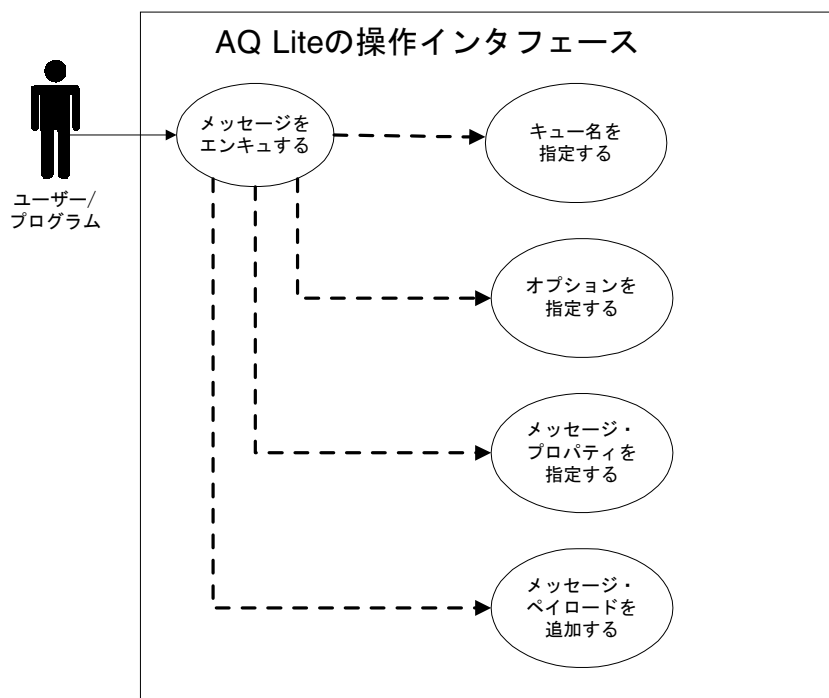 AQ Liteの操作インタフェース
メッセージを
エンキュする
キュー名を
指定する
ユーザー/
プログラム
オプションを
指定する
メッセージ・
プロパティを
指定する
メッセージ・
ペイロードを
追加する